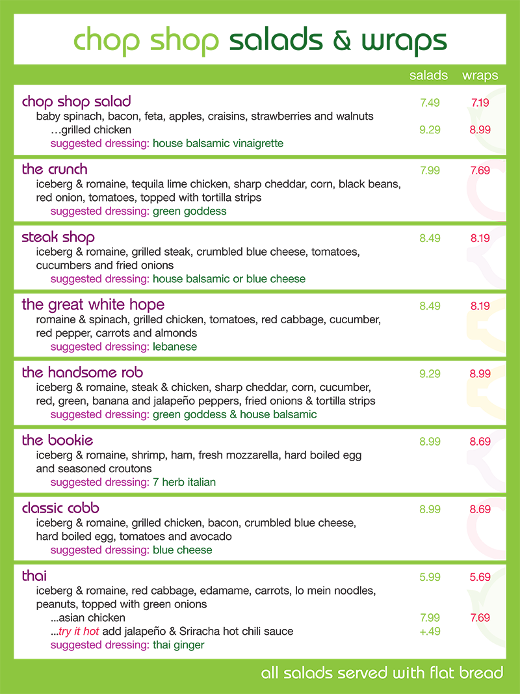 chop shop salads & wraps
salads wraps
chop shop salad 7.49 7.19
baby spinach, bacon, feta, apples, craisins, strawberries and walnuts
...grilled chicken 9.29 8.99
suggested dressing: house balsamic vinaigrette
the crunch 7.99 7.69
iceberg & romaine, tequila lime chicken, sharp cheddar, corn, black beans,
red onion, tomatoes, topped with tortilla strips
suggested dressing: green goddess
steak shop 8.49 8.19
iceberg & romaine, grilled steak, crumbled blue cheese, tomatoes,
cucumbers and fried onions
suggested dressing: house balsamic or blue cheese
the great white hope 8.49 8.19
romaine & spinach, grilled chicken, tomatoes, red cabbage, cucumber,
red pepper, carrots and almonds
suggested dressing: lebanese
the handsome rob 9.29 8.99
iceberg & romaine, steak & chicken, sharp cheddar, corn, cucumber,
red, green, banana and jalapeño peppers, fried onions & tortilla strips
suggested dressing: green goddess & house balsamic
the bookie 8.99 8.69
iceberg & romaine, shrimp, ham, fresh mozzarella, hard boiled egg
and seasoned croutons
suggested dressing: 7 herb italian
classic cobb 8.99 8.69
iceberg & romaine, grilled chicken, bacon, crumbled blue cheese,
hard boiled egg, tomatoes and avocado
suggested dressing: blue cheese
thai 5.99 5.69
iceberg & romaine, red cabbage, edamame, carrots, lo mein noodles,
peanuts, topped with green onions
...asian chicken 7.99 7.69
...try it hot add jalapeño & Sriracha hot chili sauce +.49
suggested dressing: thai ginger
all salads served with flat bread